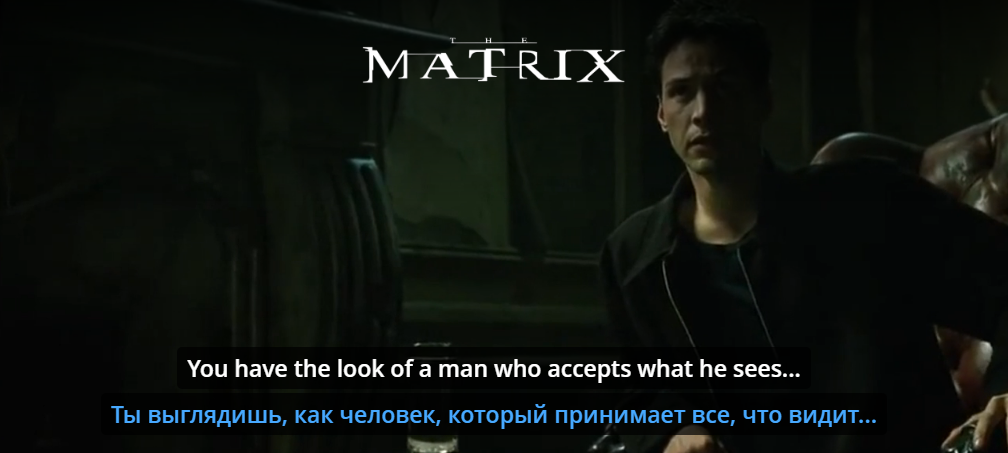 THE
MATRIX
You have the look of a man who accepts what he sees...
Ты выглядишь, как человек, который принимает все, что видит...